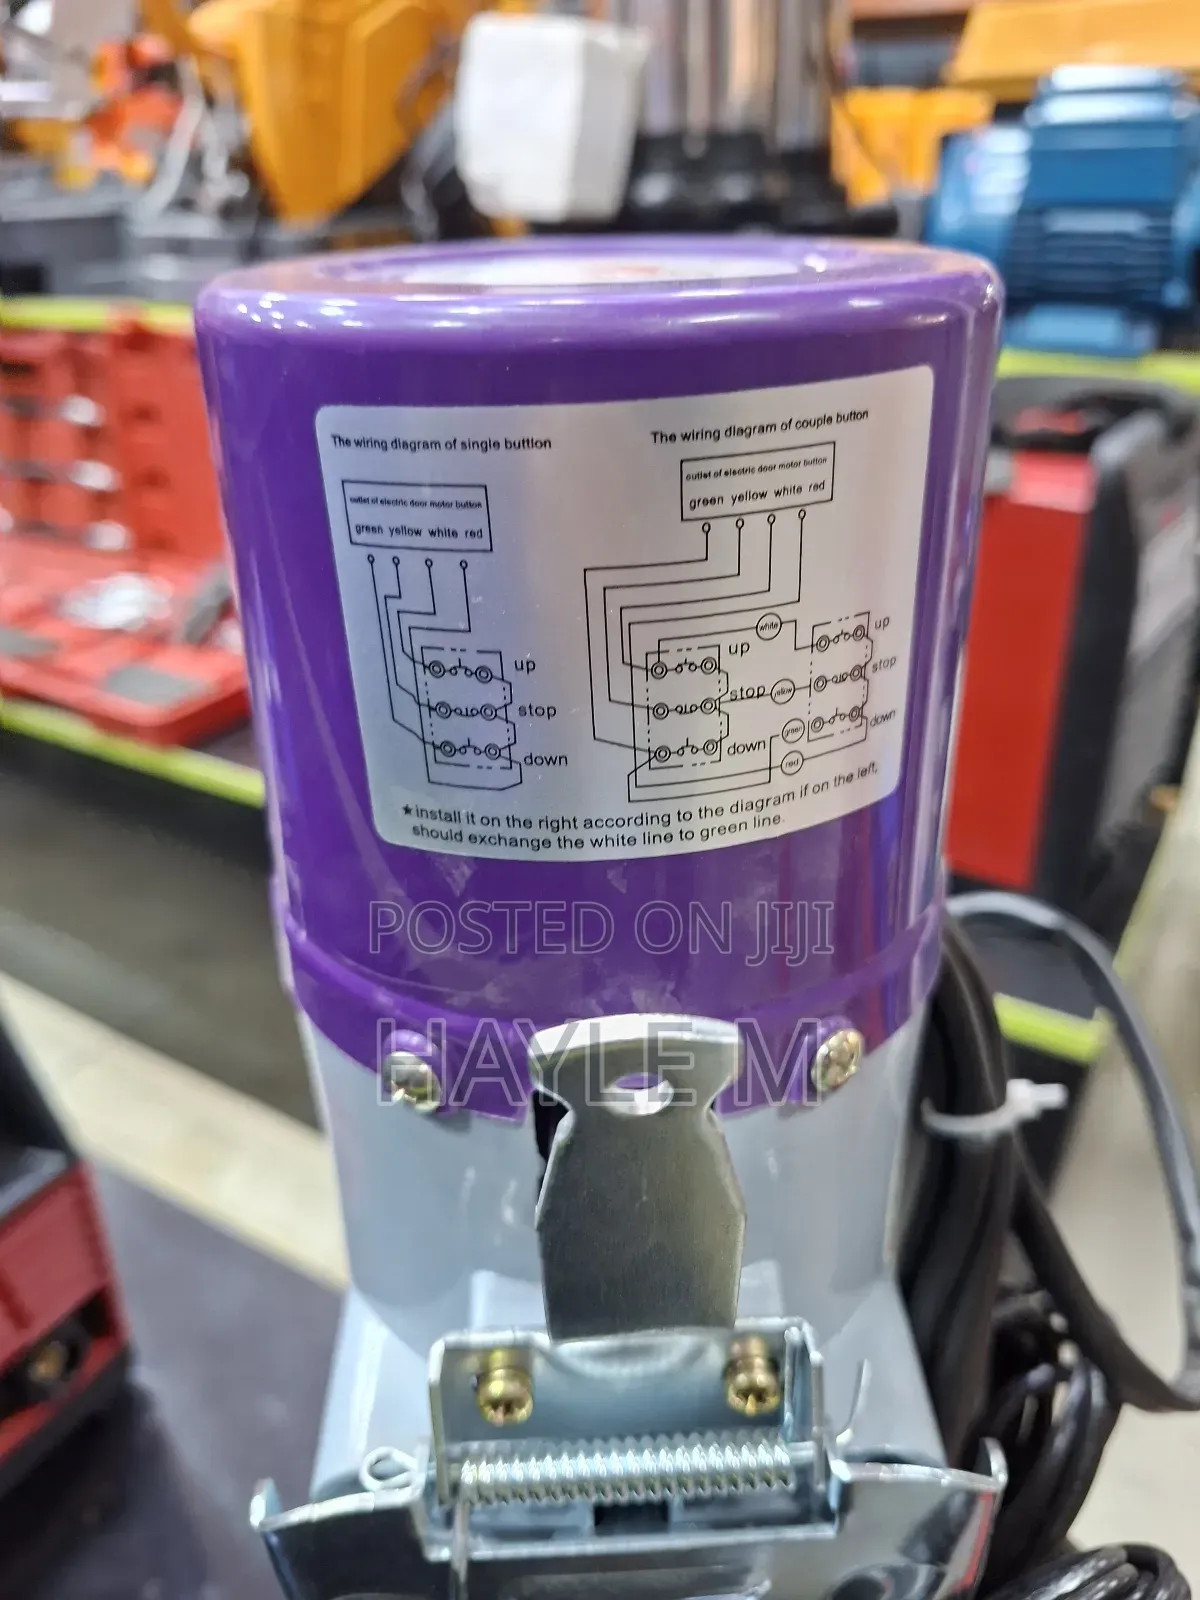 The wiring diagram of single buttion
outlet of electric door motor button
green yellow white red
up
stop
down
The wiring diagram of couple button
outlet of electric door motor button
green yellow white red
white
up
up
yellow
stop
stop
green
down
down
red
★install it on the right according to the diagram if on the left,
should exchange the white line to green line.
POSTED ON JIJI
HAYLE M